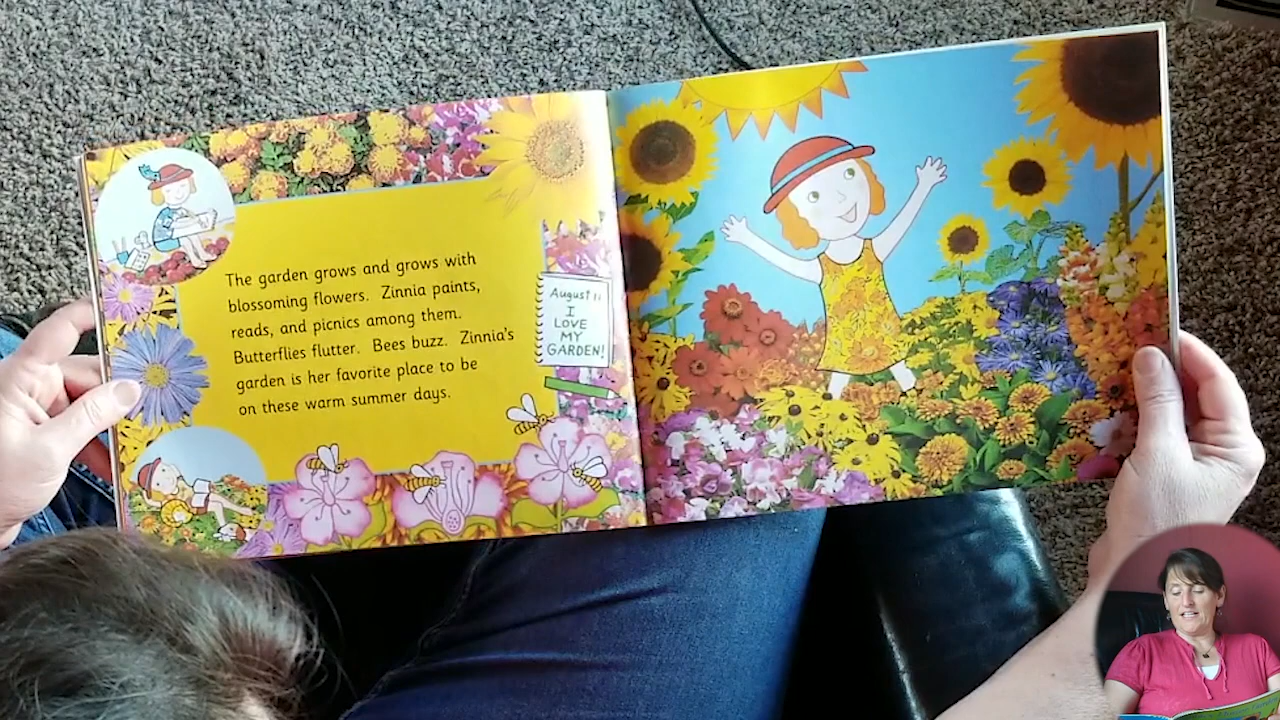 The garden grows and grows with
blossoming flowers. Zinnia paints,
reads, and picnics among them.
Butterflies flutter. Bees buzz. Zinnia's
garden is her favorite place to be
on these warm summer days.
August 11
I
LOVE
MY
GARDEN!